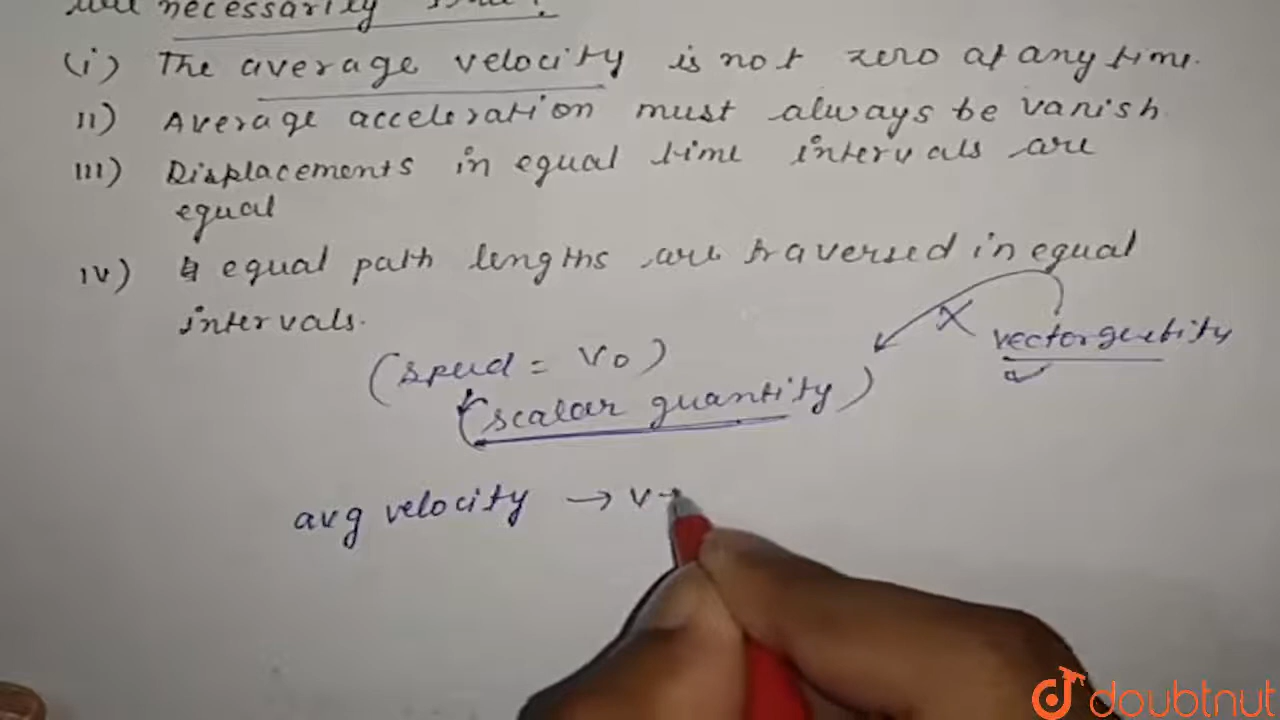 necessarily
(i) The average velocity is not zero at any time.
II) Average acceleration must always be vanish.
III) Displacements in equal time intervals are
equal
IV) equal path lengths are traversed in equal
intervals.
vector
(speed = v₀)
(scalar quantity)
avg velocity → v
doubtnut